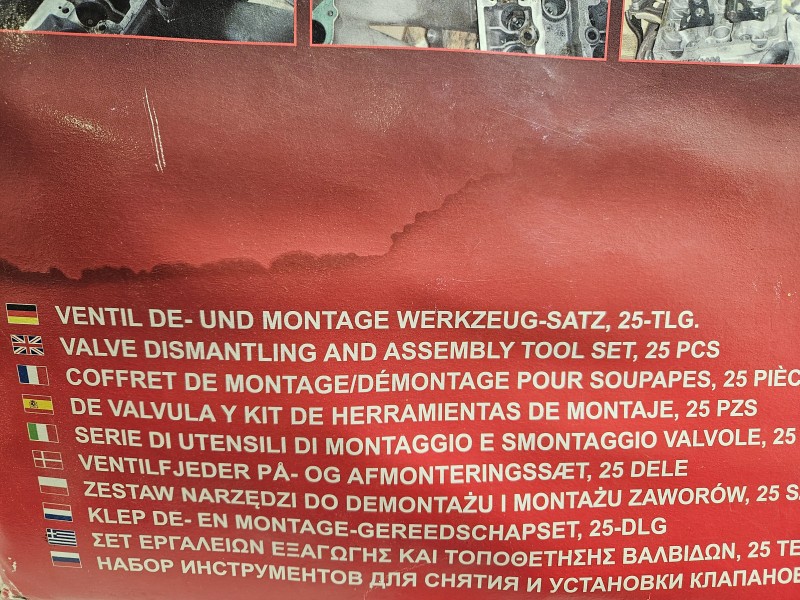 VENTIL DE- UND MONTAGE WERKZEUG-SATZ, 25-TLG.
VALVE DISMANTLING AND ASSEMBLY TOOL SET, 25 PCS
COFFRET DE MONTAGE/DÉMONTAGE POUR SOUPAPES, 25 PIÈC
DE VALVULA Y KIT DE HERRAMIENTAS DE MONTAJE, 25 PZS
SERIE DI UTENSILI DI MONTAGGIO E SMONTAGGIO VALVOLE, 25
VENTILFJEDER PÅ- OG AFMONTERINGSSÆT, 25 DELE
ZESTAW NARZĘDZI DO DEMONTAŻU I MONTAŻU ZAWORÓW, 25 S
KLEP DE- EN MONTAGE-GEREEDSCHAPSET, 25-DLG
ΣΕΤ ΕΡΓΑΛΕΙΩΝ ΕΞΑΓΩΓΗΣ ΚΑΙ ΤΟΠΟΘΕΤΗΣΗΣ ΒΑΛΒΙΔΩΝ, 25 ΤΕ
НАБОР ИНСТРУМЕНТОВ ДЛЯ СНЯТИЯ И УСТАНОВКИ КЛАПАНОВ